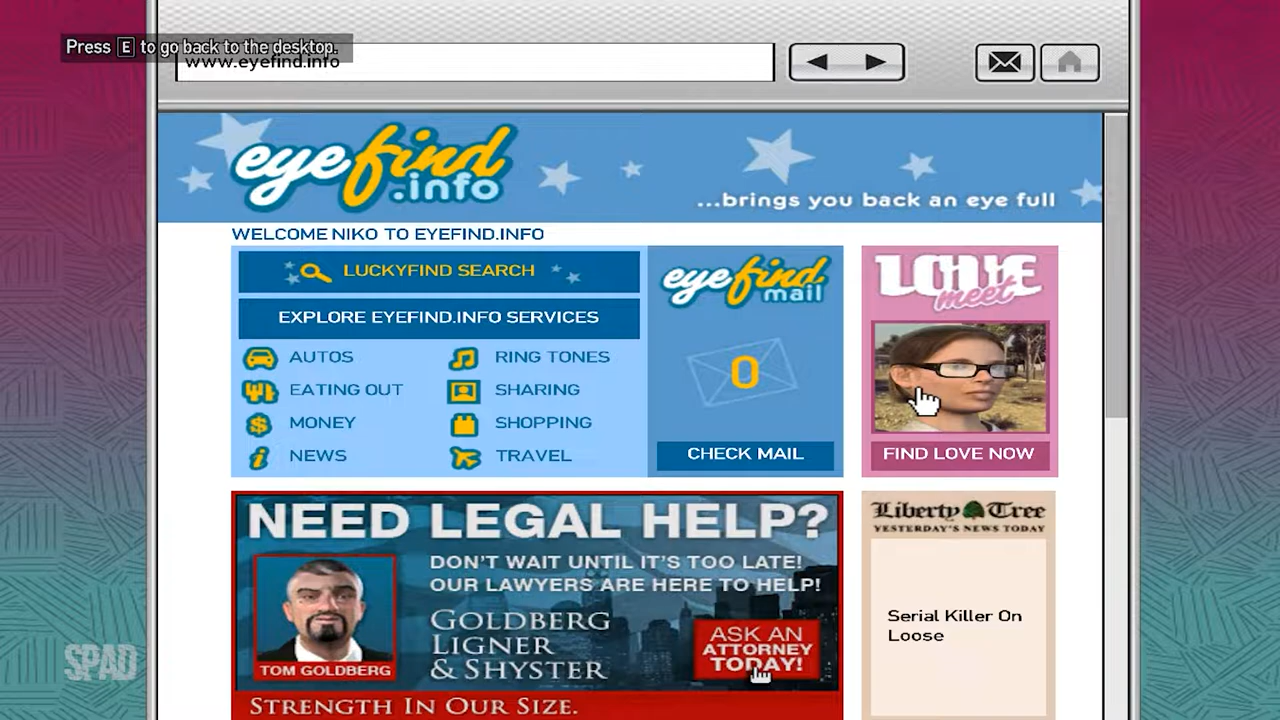 Press E to go back to the desktop.
www.eyefind.info
eyefind
.info
...brings you back an eye full
WELCOME NIKO TO EYEFIND.INFO
LUCKYFIND SEARCH
EXPLORE EYEFIND.INFO SERVICES
AUTOS
RING TONES
EATING OUT
SHARING
MONEY
SHOPPING
NEWS
TRAVEL
eyefind
mail
0
CHECK MAIL
LOVE
meet
FIND LOVE NOW
NEED LEGAL HELP?
DON'T WAIT UNTIL IT'S TOO LATE!
OUR LAWYERS ARE HERE TO HELP!
GOLDBERG
LIGNER
& SHYSTER
ASK AN
ATTORNEY
TODAY!
TOM GOLDBERG
STRENGTH IN OUR SIZE.
Liberty Tree
YESTERDAY'S NEWS TODAY
Serial Killer On
Loose
SPAD